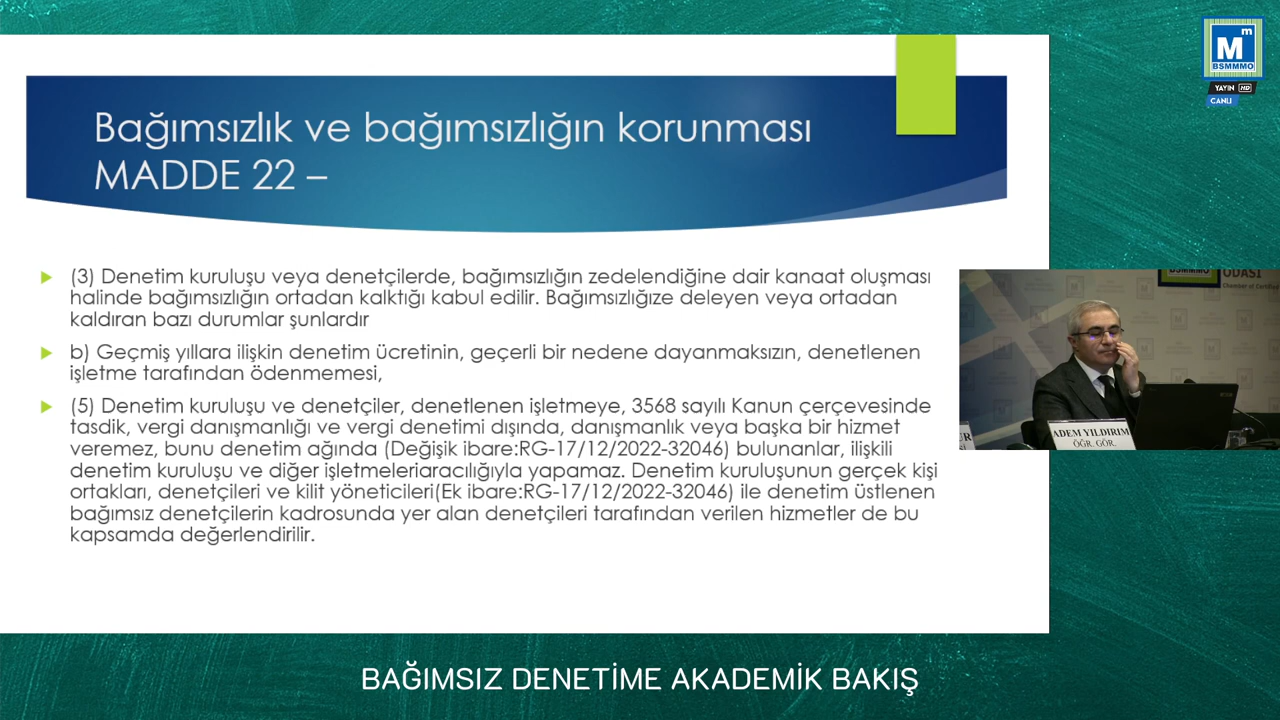 M m
BSMMMO
YAYIN HD
CANLI
Bağımsızlık ve bağımsızlığın korunması
MADDE 22 –
(3) Denetim kuruluşu veya denetçilerde, bağımsızlığın zedelendiğine dair kanaat oluşması
halinde bağımsızlığın ortadan kalktığı kabul edilir. Bağımsızlığıze deleyen veya ortadan
kaldıran bazı durumlar şunlardır
b) Geçmiş yıllara ilişkin denetim ücretinin, geçerli bir nedene dayanmaksızın, denetlenen
işletme tarafından ödenmemesi,
(5) Denetim kuruluşu ve denetçiler, denetlenen işletmeye, 3568 sayılı Kanun çerçevesinde
tasdik, vergi danışmanlığı ve vergi denetimi dışında, danışmanlık veya başka bir hizmet
veremez, bunu denetim ağında (Değişik ibare:RG-17/12/2022-32046) bulunanlar, ilişkili
denetim kuruluşu ve diğer işletmeleriaracılığıyla yapamaz. Denetim kuruluşunun gerçek kişi
ortakları, denetçileri ve kilit yöneticileri(Ek ibare:RG-17/12/2022-32046) ile denetim üstlenen
bağımsız denetçilerin kadrosunda yer alan denetçileri tarafından verilen hizmetler de bu
kapsamda değerlendirilir.
BSMMMO
ODASI
ADEM YILDIRIM
ÖĞR. GÖR.
BAĞIMSIZ DENETİME AKADEMİK BAKIŞ